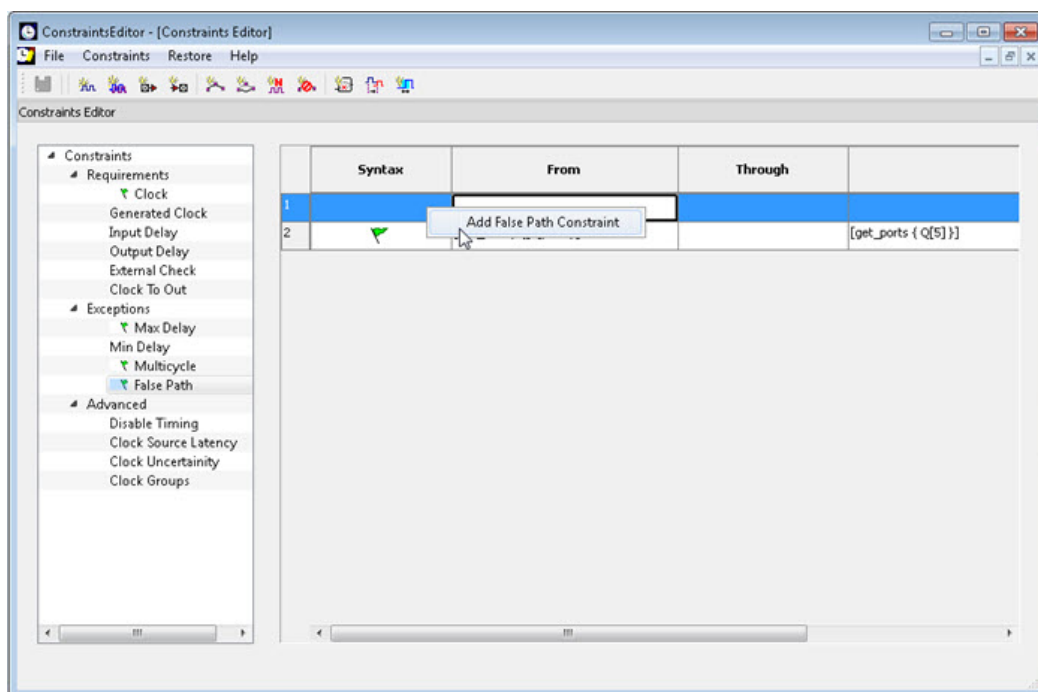 ConstraintsEditor - [Constraints Editor]
File Constraints Restore Help
Constraints Editor
Constraints
Requirements
Clock
Generated Clock
Input Delay
Output Delay
External Check
Clock To Out
Exceptions
Max Delay
Min Delay
Multicycle
False Path
Advanced
Disable Timing
Clock Source Latency
Clock Uncertainity
Clock Groups
Syntax From Through
1
Add False Path Constraint
2 [get_ports { Q[5] }]